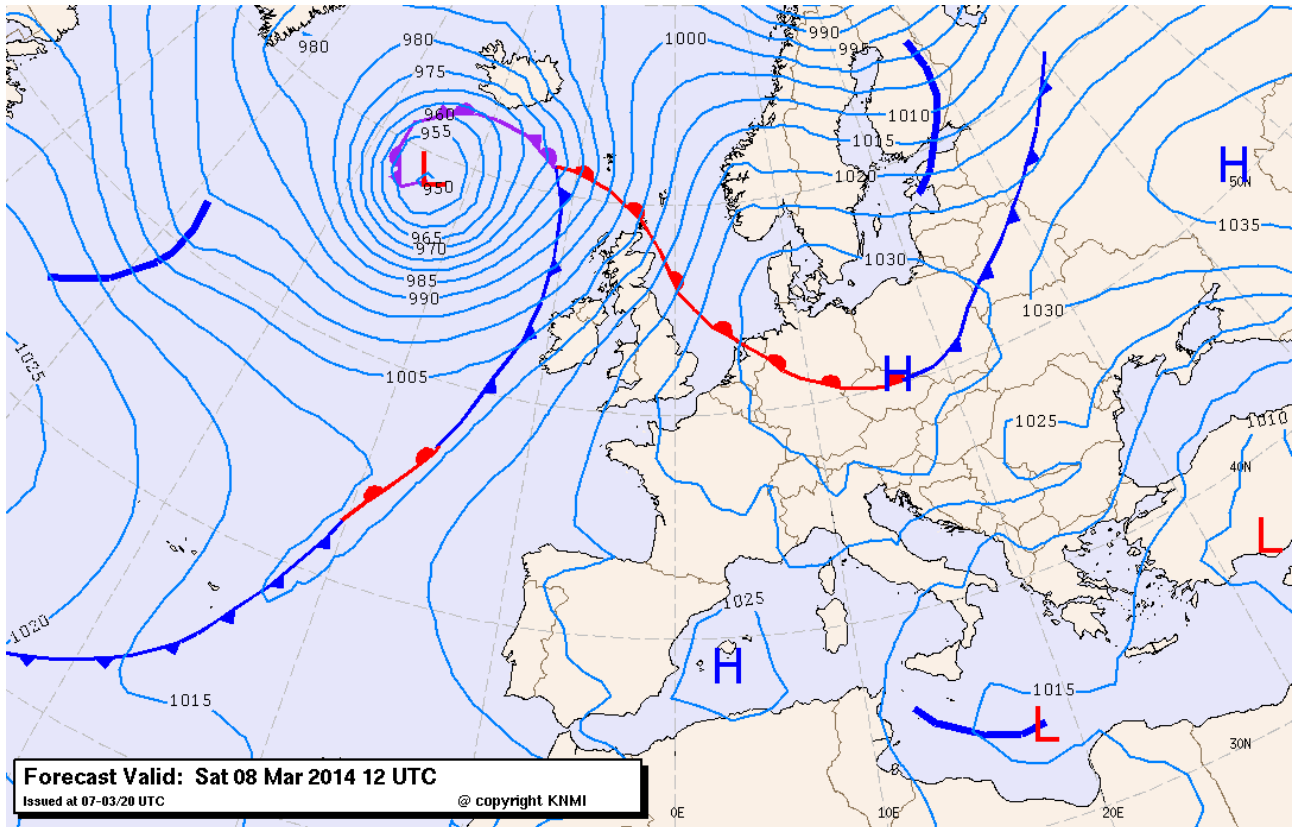 980
980
975
960
955
950
965
970
985
990
1005
1000
990
995
1010
1015
1020
1030
H
50N
1035
1030
L
H
1025
1025
1010
40N
L
1020
1015
1025
H
1015
L
30N
0E
10E
20E
Forecast Valid: Sat 08 Mar 2014 12 UTC
Issued at 07-03/20 UTC
@ copyright KNMI